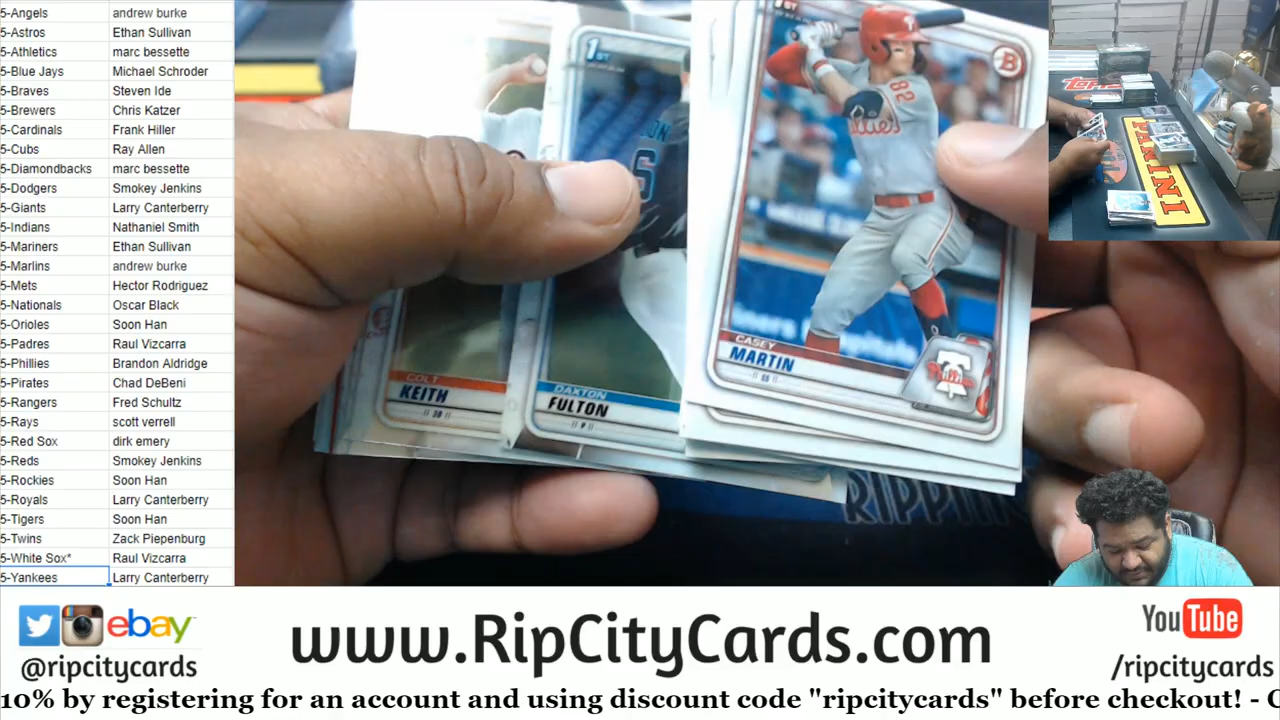 5-Angels andrew burke
5-Astros Ethan Sullivan
5-Athletics marc bessette
5-Blue Jays Michael Schroder
5-Braves Steven Ide
5-Brewers Chris Katzer
5-Cardinals Frank Hiller
5-Cubs Ray Allen
5-Diamondbacks marc bessette
5-Dodgers Smokey Jenkins
5-Giants Larry Canterberry
5-Indians Nathaniel Smith
5-Mariners Ethan Sullivan
5-Marlins andrew burke
5-Mets Hector Rodriguez
5-Nationals Oscar Black
5-Orioles Soon Han
5-Padres Raul Vizcarra
5-Phillies Brandon Aldridge
5-Pirates Chad DeBeni
5-Rangers Fred Schultz
5-Rays scott verrell
5-Red Sox dirk emery
5-Reds Smokey Jenkins
5-Rockies Soon Han
5-Royals Larry Canterberry
5-Tigers Soon Han
5-Twins Zack Piepenburg
5-White Sox* Raul Vizcarra
5-Yankees Larry Canterberry
1ST
B
82
Phillies
CASEY
MARTIN
SS
Phillies
DAXTON
FULTON
P
COLT
KEITH
3B
RIPPIN
TOPPS
PANINI
ebay
@ripcitycards
www.RipCityCards.com
YouTube
/ripcitycards
10% by registering for an account and using discount code "ripcitycards" before checkout! - C